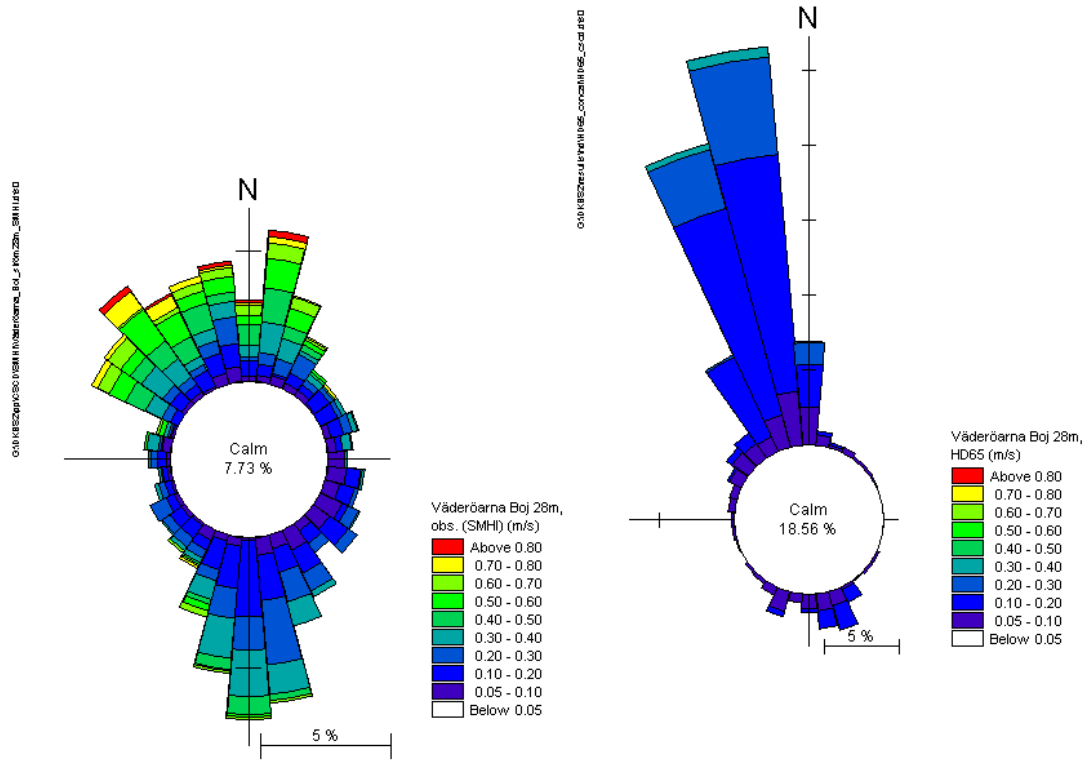 N
Calm
7.73 %
Väderöarna Boj 28m,
obs. (SMHI) (m/s)
Above 0.80
0.70 - 0.80
0.60 - 0.70
0.50 - 0.60
0.40 - 0.50
0.30 - 0.40
0.20 - 0.30
0.10 - 0.20
0.05 - 0.10
Below 0.05
5 %
N
Calm
18.56 %
Väderöarna Boj 28m,
HD65 (m/s)
Above 0.80
0.70 - 0.80
0.60 - 0.70
0.50 - 0.60
0.40 - 0.50
0.30 - 0.40
0.20 - 0.30
0.10 - 0.20
0.05 - 0.10
Below 0.05
5 %